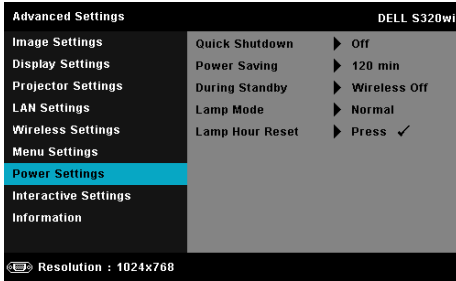 Advanced Settings DELL S320wi
Image Settings
Display Settings
Projector Settings
LAN Settings
Wireless Settings
Menu Settings
Power Settings
Interactive Settings
Information
Quick Shutdown Off
Power Saving 120 min
During Standby Wireless Off
Lamp Mode Normal
Lamp Hour Reset Press ✓
Resolution : 1024x768